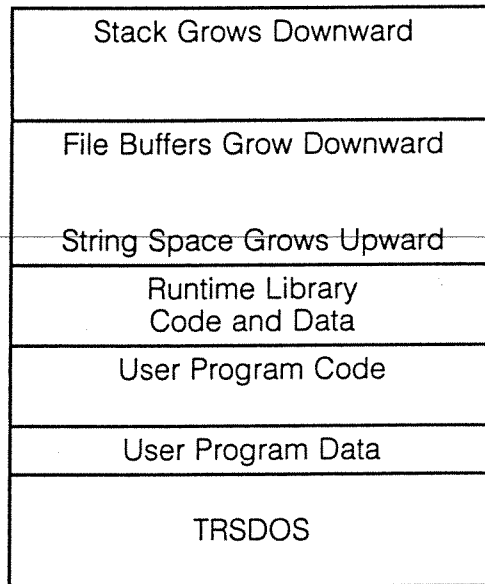 Stack Grows Downward
File Buffers Grow Downward
String Space Grows Upward
Runtime Library
Code and Data
User Program Code
User Program Data
TRSDOS